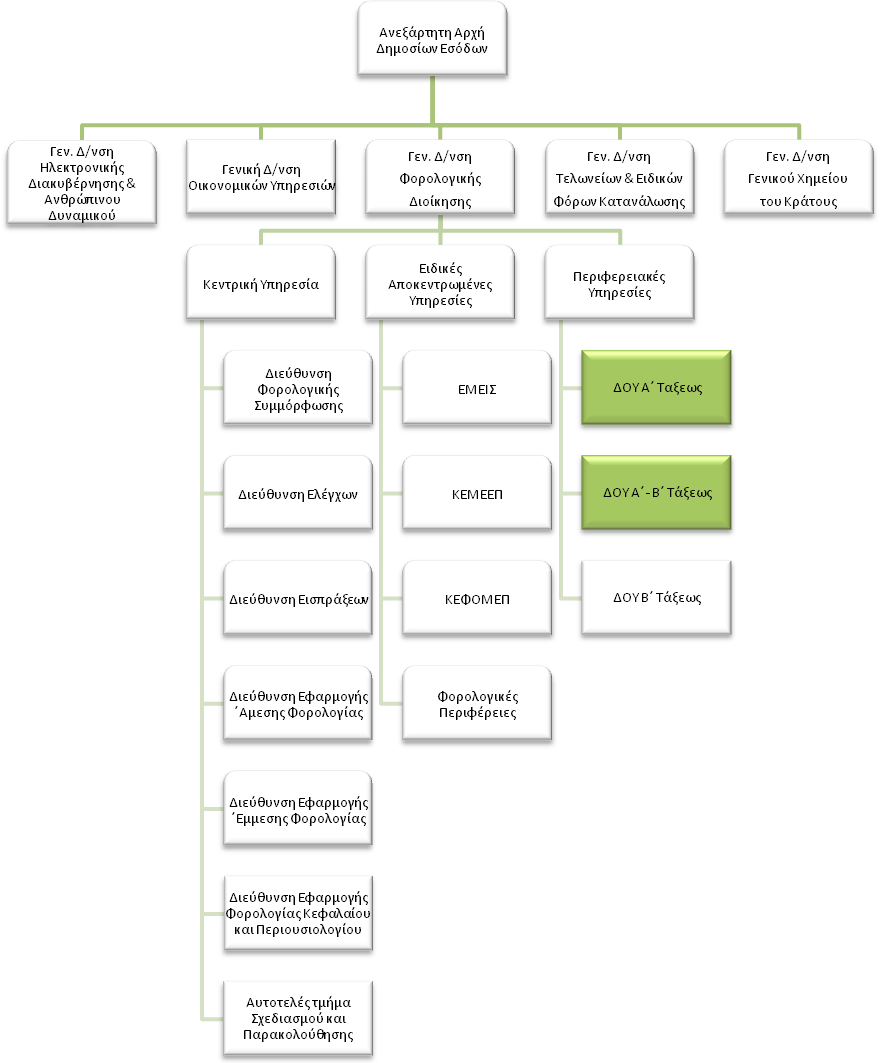 Ανεξάρτητη Αρχή
Δημοσίων Εσόδων
Γεν. Δ/νση
Ηλεκτρονικής
Διακυβέρνησης &
Ανθρώπινου
Δυναμικού
Γενική Δ/νση
Οικονομικών Υπηρεσιών
Γεν. Δ/νση
Φορολογικής
Διοίκησης
Γεν. Δ/νση
Τελωνείων & Ειδικών
Φόρων Κατανάλωσης
Γεν. Δ/νση
Γενικού Χημείου
του Κράτους
Κεντρική Υπηρεσία
Ειδικές
Αποκεντρωμένες
Υπηρεσίες
Περιφερειακές
Υπηρεσίες
Διεύθυνση
Φορολογικής
Συμμόρφωσης
Διεύθυνση Ελέγχων
Διεύθυνση Εισπράξεων
Διεύθυνση Εφαρμογής
΄Αμεσης Φορολογίας
Διεύθυνση Εφαρμογής
΄Εμμεσης Φορολογίας
Διεύθυνση Εφαρμογής
Φορολογίας Κεφαλαίου
και Περιουσιολογίου
Αυτοτελές τμήμα
Σχεδιασμού και
Παρακολούθησης
ΕΜΕΙΣ
ΚΕΜΕΕΠ
ΚΕΦΟΜΕΠ
Φορολογικές
Περιφέρειες
ΔΟΥ Α΄ Ταξεως
ΔΟΥ Α΄- Β΄ Τάξεως
ΔΟΥ Β΄ Τάξεως